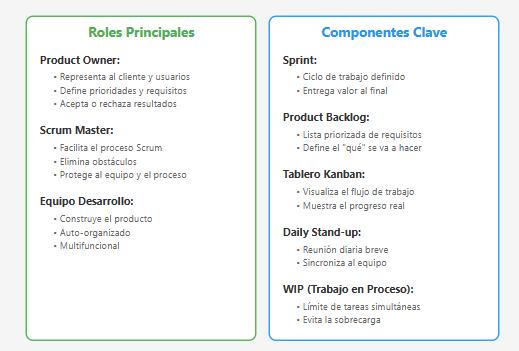 Roles Principales
Product Owner:
• Representa al cliente y usuarios
• Define prioridades y requisitos
• Acepta o rechaza resultados
Scrum Master:
• Facilita el proceso Scrum
• Elimina obstáculos
• Protege al equipo y el proceso
Equipo Desarrollo:
• Construye el producto
• Auto-organizado
• Multifuncional
Componentes Clave
Sprint:
• Ciclo de trabajo definido
• Entrega valor al final
Product Backlog:
• Lista priorizada de requisitos
• Define el "qué" se va a hacer
Tablero Kanban:
• Visualiza el flujo de trabajo
• Muestra el progreso real
Daily Stand-up:
• Reunión diaria breve
• Sincroniza al equipo
WIP (Trabajo en Proceso):
• Límite de tareas simultáneas
• Evita la sobrecarga